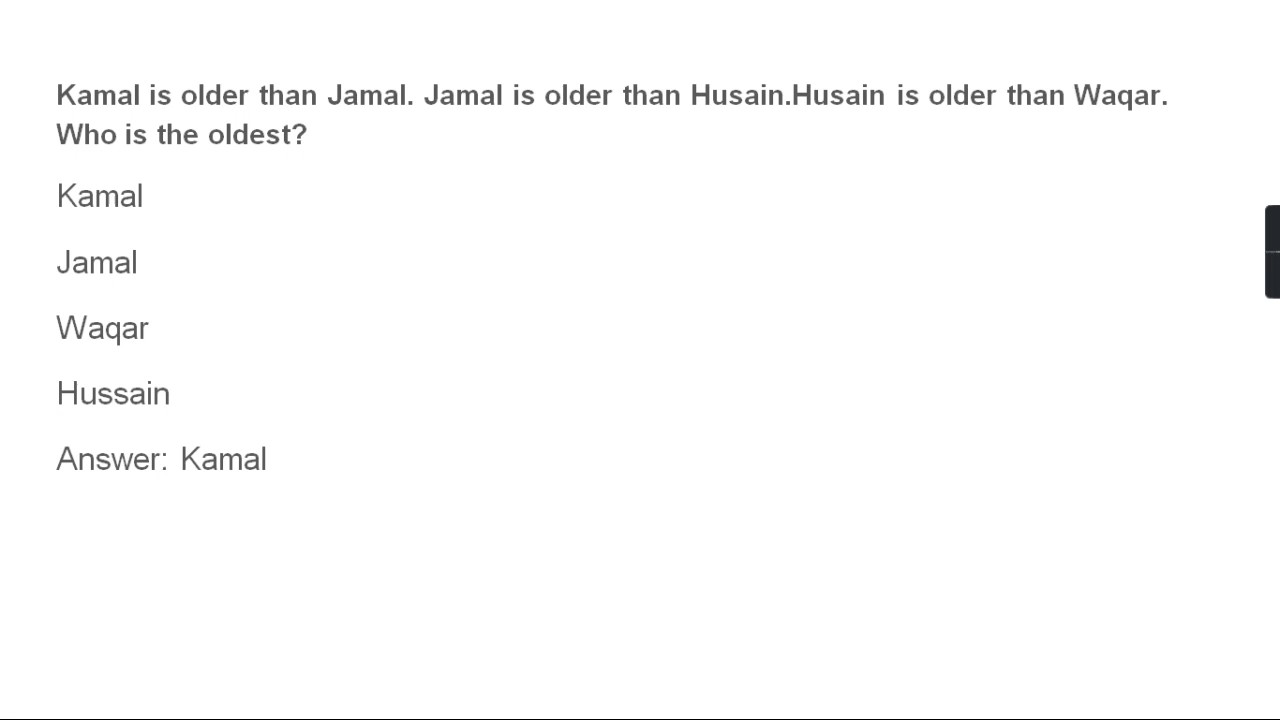 Kamal is older than Jamal. Jamal is older than Husain.Husain is older than Waqar.
Who is the oldest?
Kamal
Jamal
Waqar
Hussain
Answer: Kamal